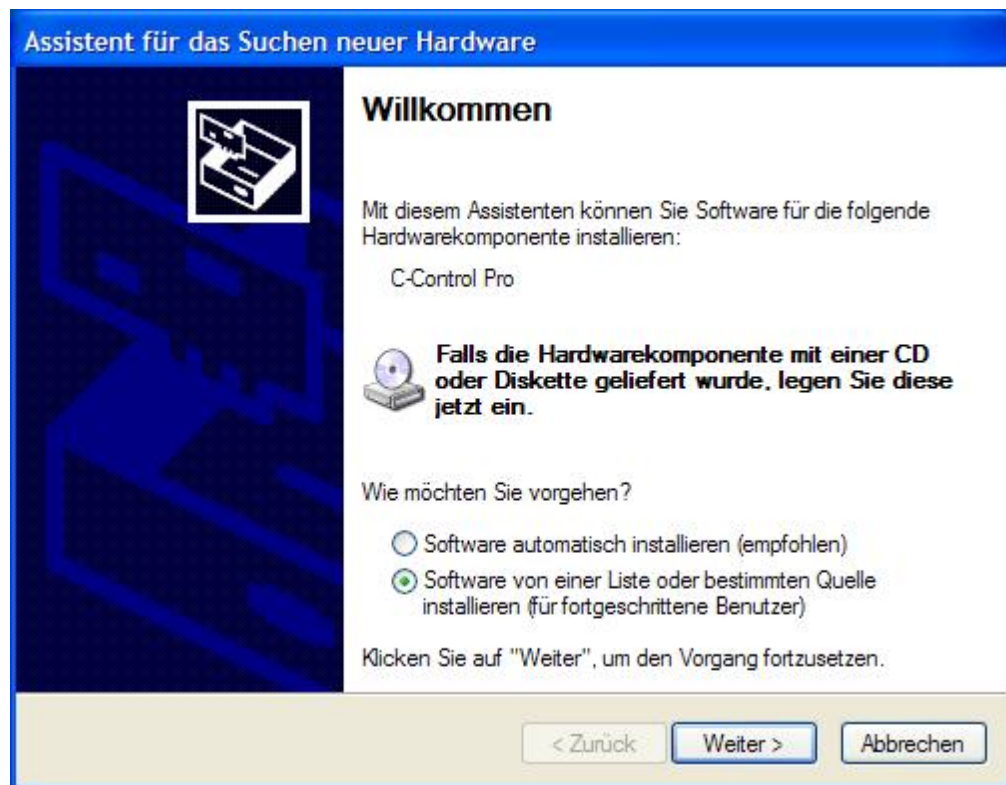 Assistent für das Suchen neuer Hardware
Willkommen
Mit diesem Assistenten können Sie Software für die folgende
Hardwarekomponente installieren:
C-Control Pro
Falls die Hardwarekomponente mit einer CD
oder Diskette geliefert wurde, legen Sie diese
jetzt ein.
Wie möchten Sie vorgehen?
Software automatisch installieren (empfohlen)
Software von einer Liste oder bestimmten Quelle
installieren (für fortgeschrittene Benutzer)
Klicken Sie auf "Weiter", um den Vorgang fortzusetzen.
< Zurück Weiter > Abbrechen